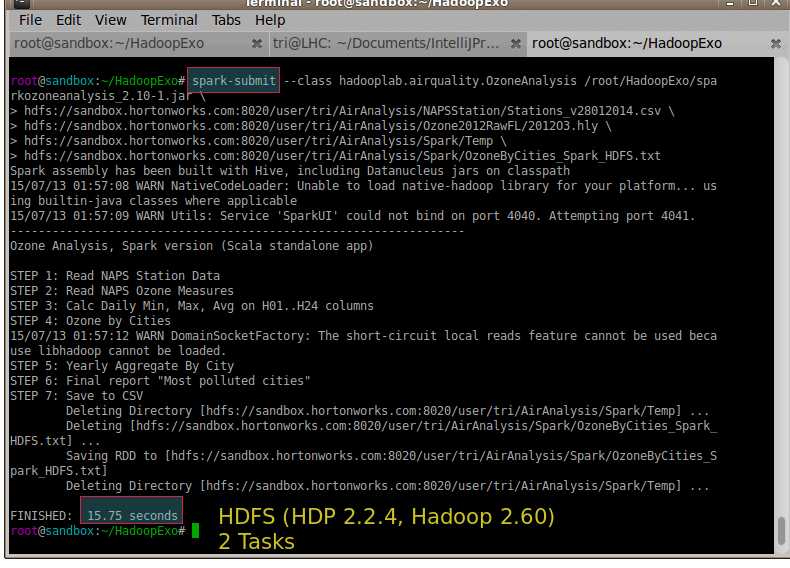 Terminal - root@sandbox:~/HadoopExo
File Edit View Terminal Tabs Help
root@sandbox:~/HadoopExo tri@LHC: ~/Documents/IntelliJPr... root@sandbox:~/HadoopExo
root@sandbox:~/HadoopExo# spark-submit --class hadooplab.airquality.OzoneAnalysis /root/HadoopExo/spa
rkozoneanalysis_2.10-1.jar \
> hdfs://sandbox.hortonworks.com:8020/user/tri/AirAnalysis/NAPSStation/Stations_v28012014.csv \
> hdfs://sandbox.hortonworks.com:8020/user/tri/AirAnalysis/Ozone2012RawFL/2012O3.hly \
> hdfs://sandbox.hortonworks.com:8020/user/tri/AirAnalysis/Spark/Temp \
> hdfs://sandbox.hortonworks.com:8020/user/tri/AirAnalysis/Spark/OzoneByCities_Spark_HDFS.txt
Spark assembly has been built with Hive, including Datanucleus jars on classpath
15/07/13 01:57:08 WARN NativeCodeLoader: Unable to load native-hadoop library for your platform... us
ing builtin-java classes where applicable
15/07/13 01:57:09 WARN Utils: Service 'SparkUI' could not bind on port 4040. Attempting port 4041.
-----------------------------------------------------------------
Ozone Analysis, Spark version (Scala standalone app)
STEP 1: Read NAPS Station Data
STEP 2: Read NAPS Ozone Measures
STEP 3: Calc Daily Min, Max, Avg on H01..H24 columns
STEP 4: Ozone by Cities
15/07/13 01:57:12 WARN DomainSocketFactory: The short-circuit local reads feature cannot be used beca
use libhadoop cannot be loaded.
STEP 5: Yearly Aggregate By City
STEP 6: Final report "Most polluted cities"
STEP 7: Save to CSV
Deleting Directory [hdfs://sandbox.hortonworks.com:8020/user/tri/AirAnalysis/Spark/Temp] ...
Deleting [hdfs://sandbox.hortonworks.com:8020/user/tri/AirAnalysis/Spark/OzoneByCities_Spark_
HDFS.txt] ...
Saving RDD to [hdfs://sandbox.hortonworks.com:8020/user/tri/AirAnalysis/Spark/OzoneByCities_S
park_HDFS.txt]
Deleting Directory [hdfs://sandbox.hortonworks.com:8020/user/tri/AirAnalysis/Spark/Temp] ...
FINISHED: 15.75 seconds
root@sandbox:~/HadoopExo#
HDFS (HDP 2.2.4, Hadoop 2.60)
2 Tasks